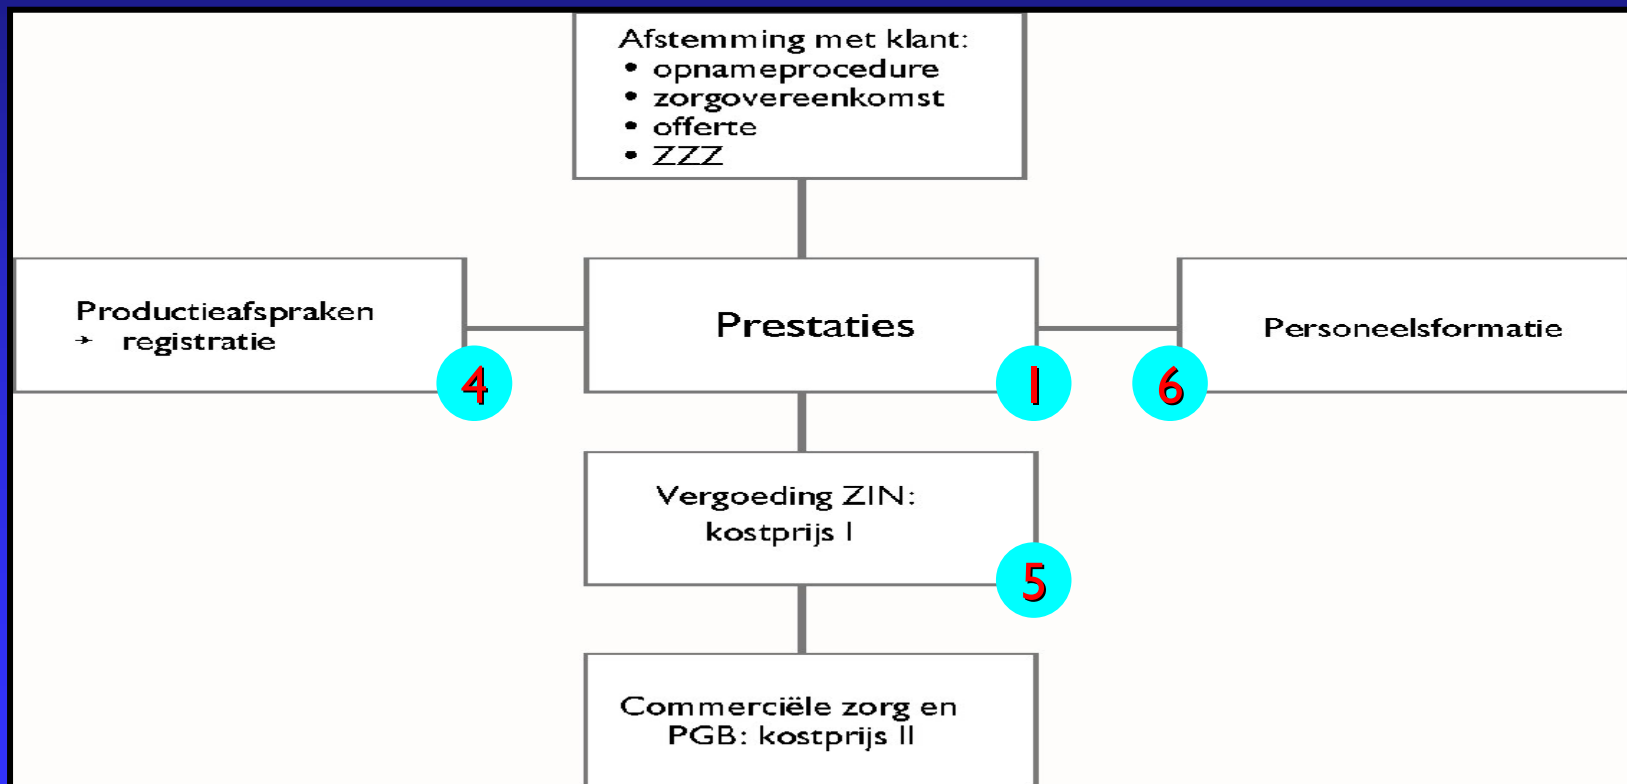 Afstemming met klant:
• opnameprocedure
• zorgovereenkomst
• offerte
• ZZZ
Productieafspraken
→ registratie
4
Prestaties
1
6
Personeelsformatie
Vergoeding ZIN:
kostprijs I
5
Commerciële zorg en
PGB: kostprijs II